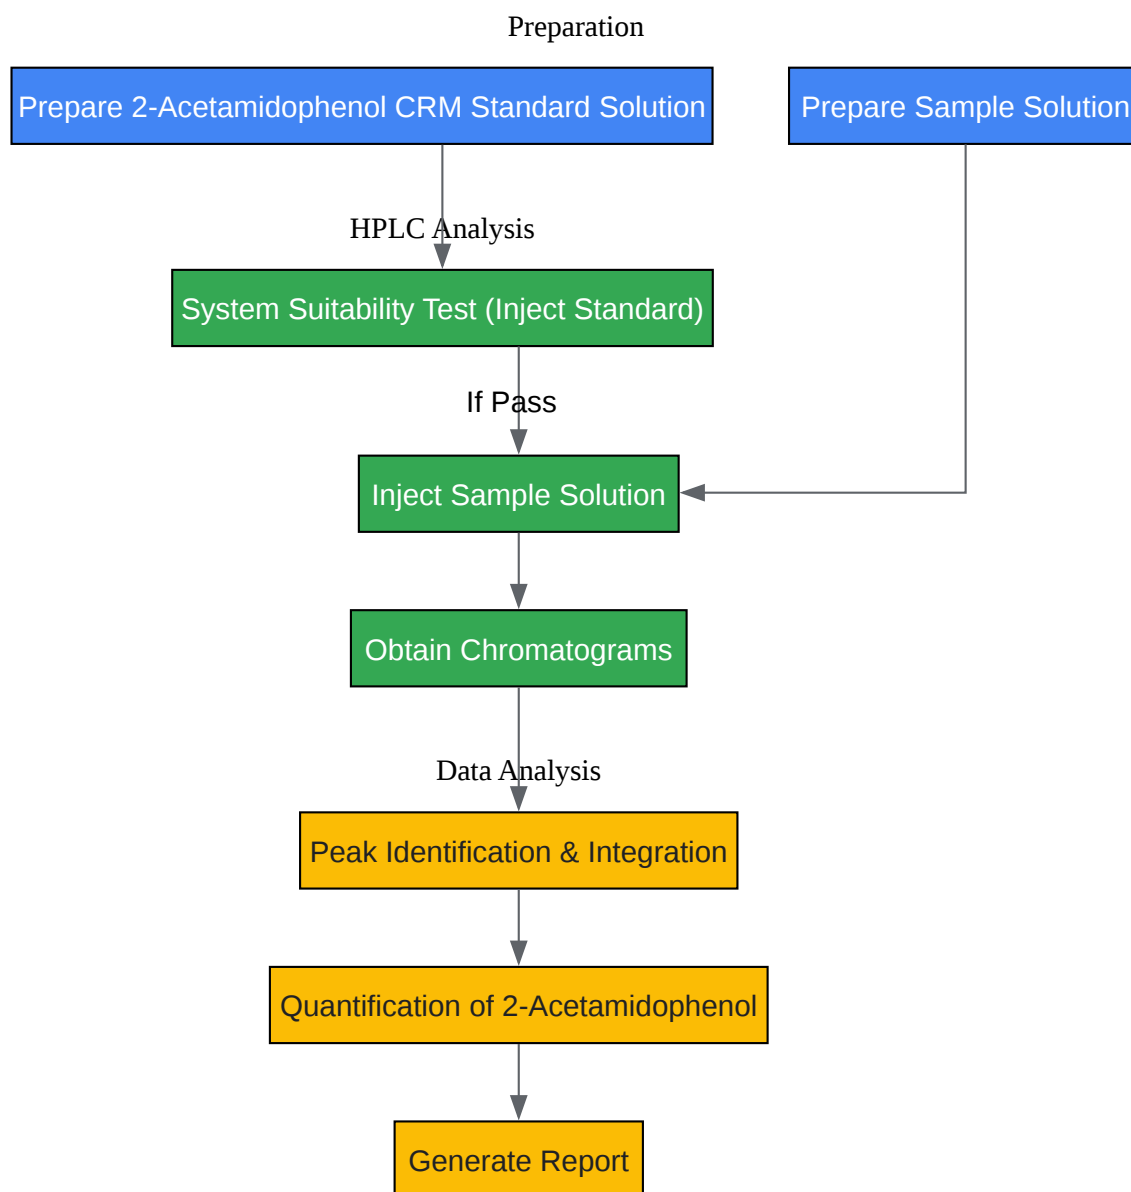 Preparation
Prepare 2-Acetamidophenol CRM Standard Solution
Prepare Sample Solution
HPLC Analysis
System Suitability Test (Inject Standard)
If Pass
Inject Sample Solution
Obtain Chromatograms
Data Analysis
Peak Identification & Integration
Quantification of 2-Acetamidophenol
Generate Report